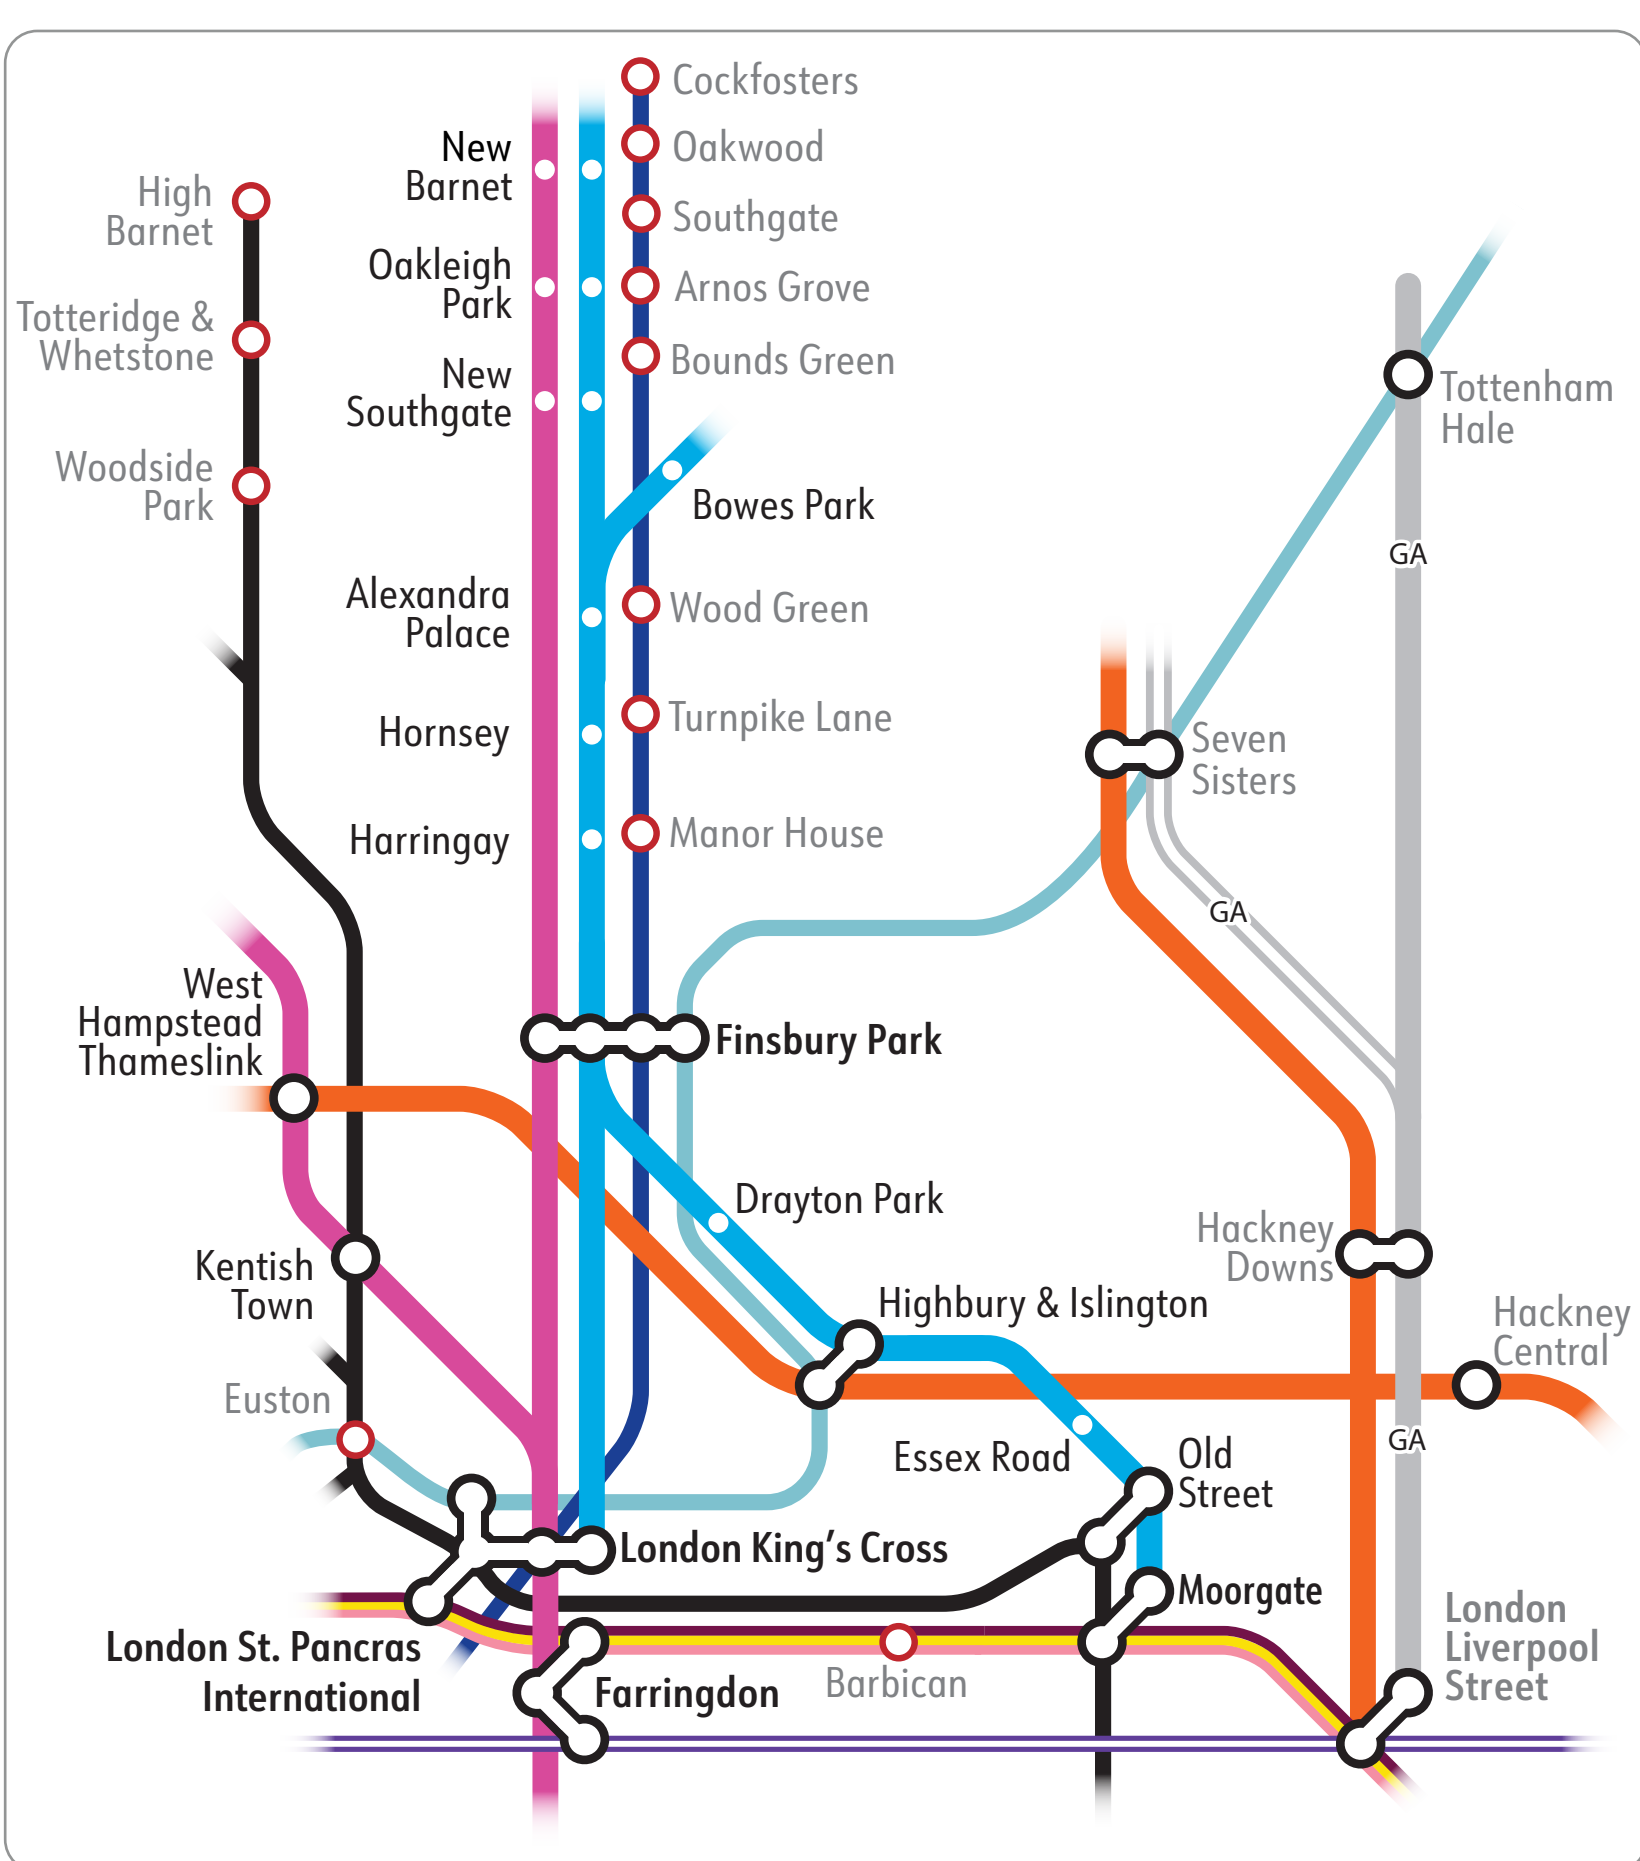 Cockfosters
Oakwood
Southgate
Arnos Grove
Bounds Green
New
Barnet
Oakleigh
Park
New
Southgate
High
Barnet
Totteridge &
Whetstone
Woodside
Park
Bowes Park
Alexandra
Palace
Wood Green
Hornsey
Turnpike Lane
Harringay
Manor House
Tottenham
Hale
GA
Seven
Sisters
GA
West
Hampstead
Thameslink
Finsbury Park
Drayton Park
Kentish
Town
Highbury & Islington
Hackney
Downs
Hackney
Central
Euston
Essex Road
Old
Street
GA
London King's Cross
Moorgate
London St. Pancras
International
Farringdon
Barbican
London
Liverpool
Street